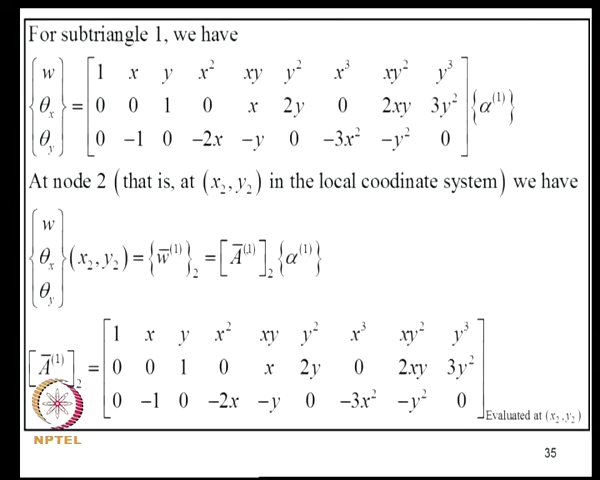 For subtriangle 1, we have
{w θₓ θᵧ} = [1 x y x² xy y² x³ xy² y³
0 0 1 0 x 2y 0 2xy 3y²
0 −1 0 −2x −y 0 −3x² −y² 0] {α⁽¹⁾}
At node 2 (that is, at (x₂, y₂) in the local coodinate system) we have
{w θₓ θᵧ} (x₂, y₂) = {w̅⁽¹⁾}₂ = [A̅⁽¹⁾]₂ {α⁽¹⁾}
[A̅⁽¹⁾]₂ = [1 x y x² xy y² x³ xy² y³
0 0 1 0 x 2y 0 2xy 3y²
0 −1 0 −2x −y 0 −3x² −y² 0] Evaluated at (x₂, y₂)
NPTEL
35